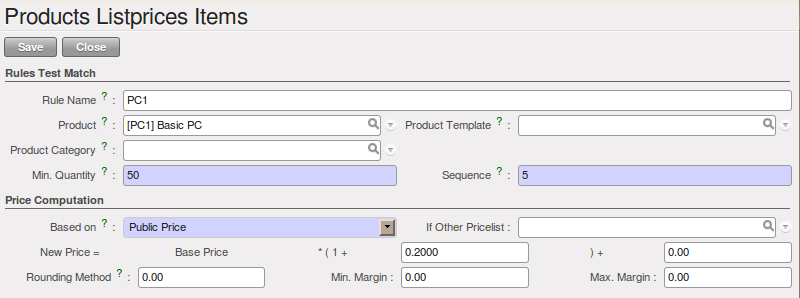 Products Listprices Items
Save Close
Rules Test Match
Rule Name ? : PC1
Product ? : [PC1] Basic PC Product Template ? :
Product Category ? :
Min. Quantity ? : 50 Sequence ? : 5
Price Computation
Based on ? : Public Price If Other Pricelist :
New Price = Base Price * ( 1 + 0.2000 ) + 0.00
Rounding Method ? : 0.00 Min. Margin : 0.00 Max. Margin : 0.00